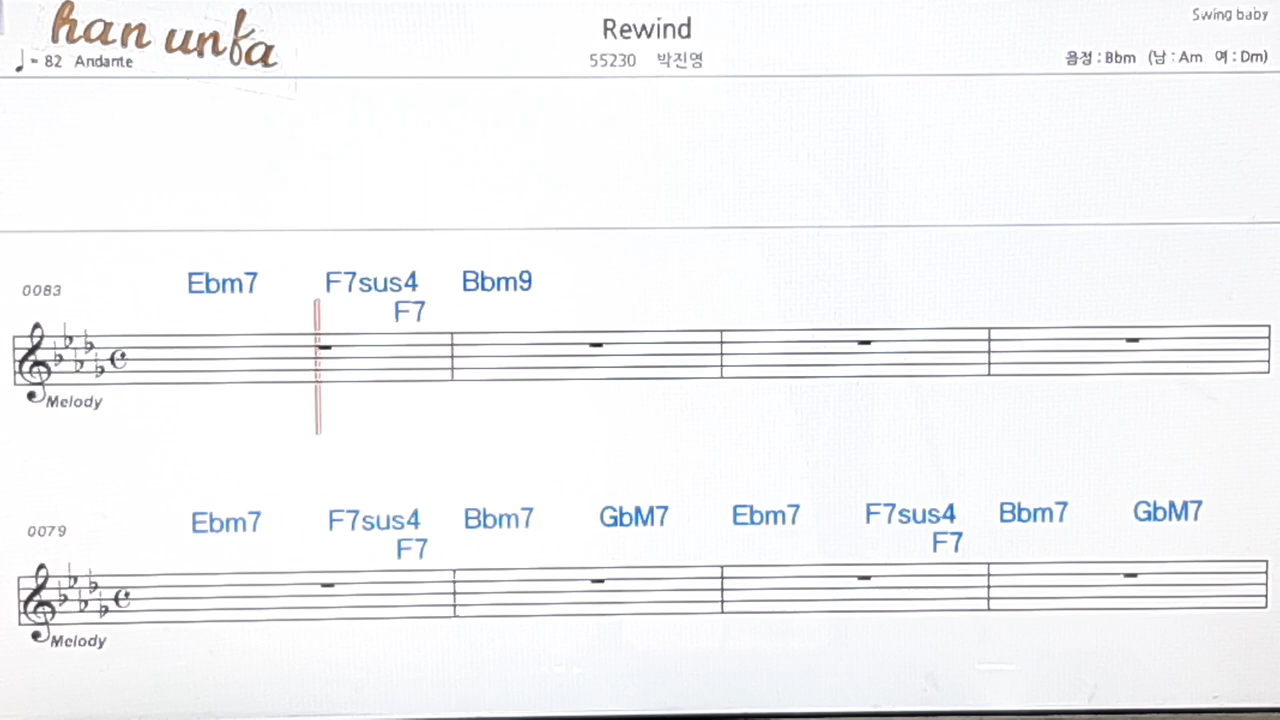 han unfa
Rewind
Swing baby
♩ = 82 Andante
55230 박진영
음정 : Bbm (남 : Am 여 : Dm)
0083
Ebm7 F7sus4 Bbm9
F7
Melody
0079
Ebm7 F7sus4 Bbm7 GbM7 Ebm7 F7sus4 Bbm7 GbM7
F7 F7
Melody